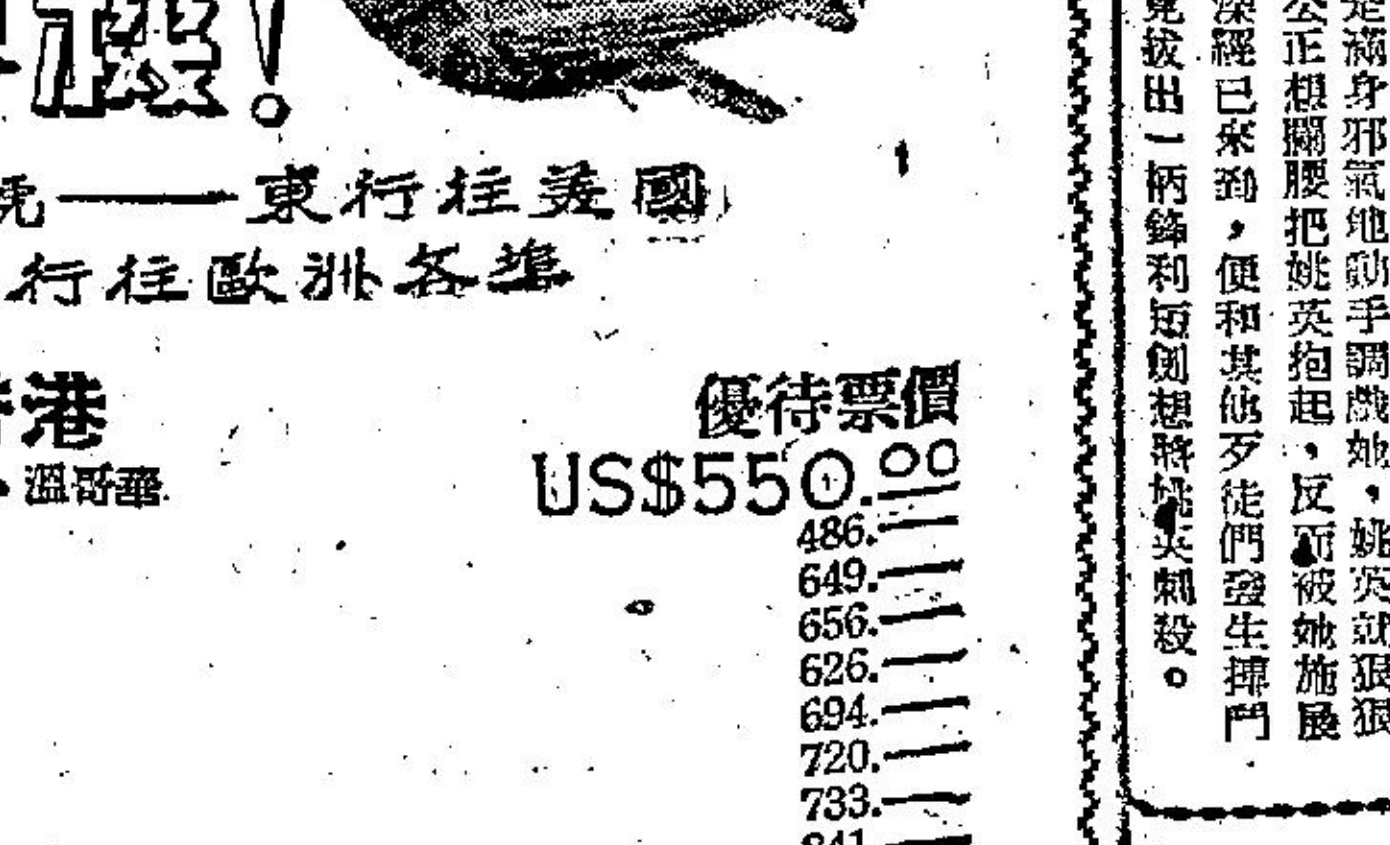 機!
——東行往美國
行往歐洲各埠
香港
、溫哥華
優待票價
US$550.00
486.—
649.—
656.—
626.—
694.—
720.—
733.—
841.—
是滿身邪氣地動手調戲她,姚英就狠狠
公正想攔腰把姚英抱起,反而被她施展
深經已來到,便和其他歹徒們發生搏鬥
竟拔出一柄鋒利短劍想將姚英刺殺。